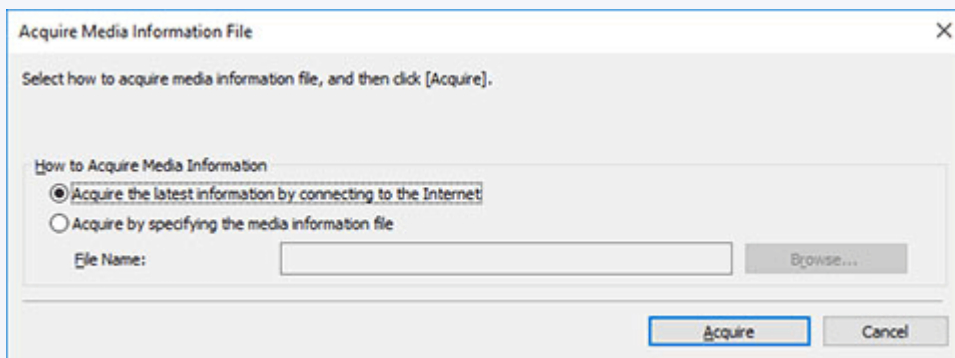 Acquire Media Information File
Select how to acquire media information file, and then click [Acquire].
How to Acquire Media Information
Acquire the latest information by connecting to the Internet
Acquire by specifying the media information file
File Name:
Browse...
Acquire
Cancel